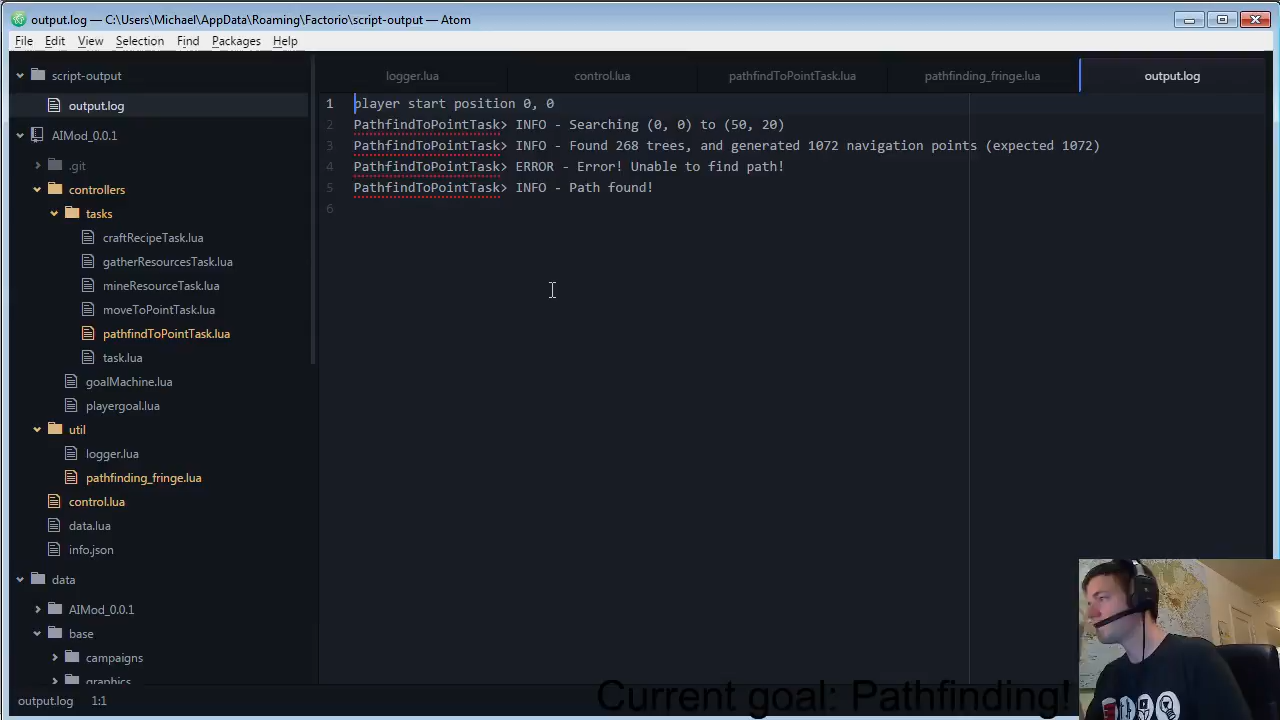 output.log — C:\Users\Michael\AppData\Roaming\Factorio\script-output — Atom
File Edit View Selection Find Packages Help
script-output
output.log
AIMod_0.0.1
.git
controllers
tasks
craftRecipeTask.lua
gatherResourcesTask.lua
mineResourceTask.lua
moveToPointTask.lua
pathfindToPointTask.lua
task.lua
goalMachine.lua
playergoal.lua
util
logger.lua
pathfinding_fringe.lua
control.lua
data.lua
info.json
data
AIMod_0.0.1
base
campaigns
graphics
logger.lua control.lua pathfindToPointTask.lua pathfinding_fringe.lua output.log
1 player start position 0, 0
2 PathfindToPointTask> INFO - Searching (0, 0) to (50, 20)
3 PathfindToPointTask> INFO - Found 268 trees, and generated 1072 navigation points (expected 1072)
4 PathfindToPointTask> ERROR - Error! Unable to find path!
5 PathfindToPointTask> INFO - Path found!
6
Current goal: Pathfinding!
output.log 1:1